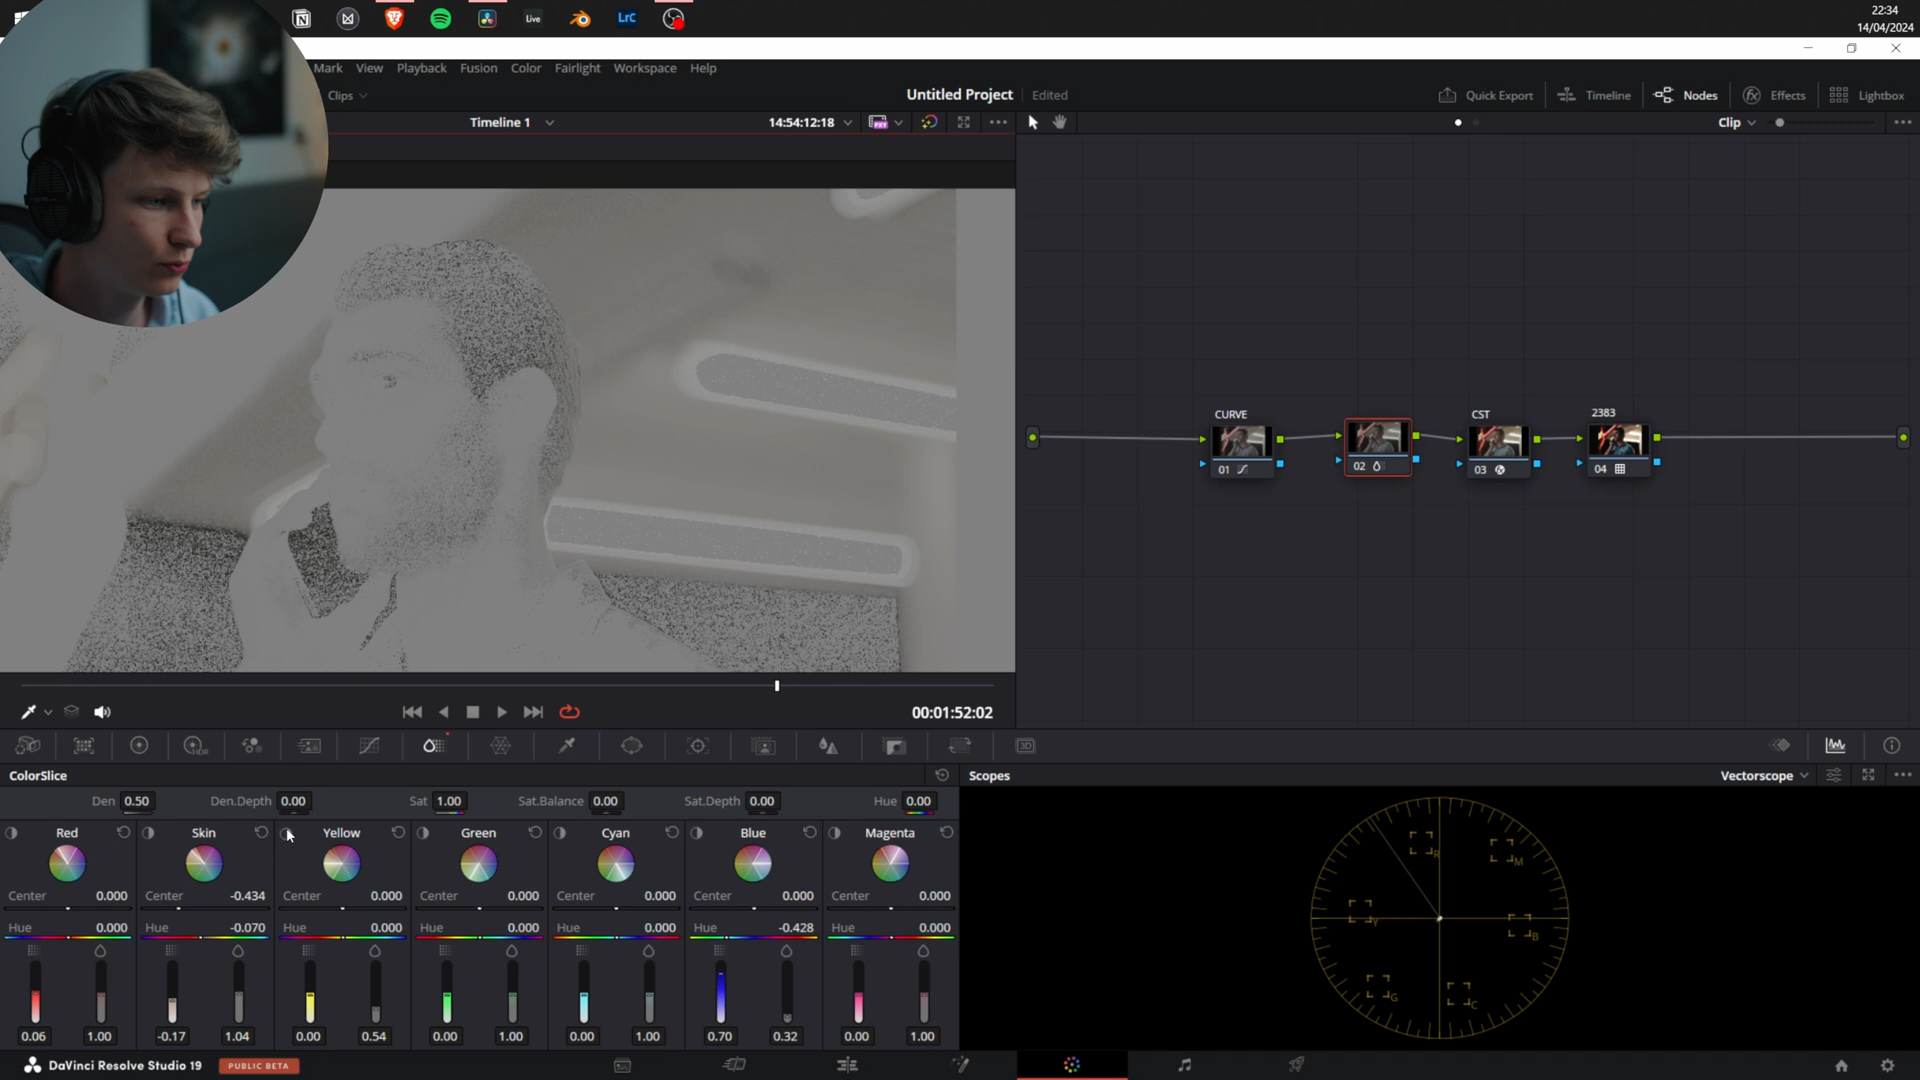 Live
LrC
22:34
14/04/2024
Mark View Playback Fusion Color Fairlight Workspace Help
Clips
Untitled Project Edited
Quick Export Timeline Nodes Effects Lightbox
Timeline 1
14:54:12:18
Clip
CURVE
CST
2383
01
02
03
04
00:01:52:02
HDR
3D
ColorSlice
Scopes
Vectorscope
Den 0.50 Den.Depth 0.00 Sat 1.00 Sat.Balance 0.00 Sat.Depth 0.00 Hue 0.00
Red Skin Yellow Green Cyan Blue Magenta
Center 0.000 Center -0.434 Center 0.000 Center 0.000 Center 0.000 Center 0.000 Center 0.000
Hue 0.000 Hue -0.070 Hue 0.000 Hue 0.000 Hue 0.000 Hue -0.428 Hue 0.000
0.06 1.00 -0.17 1.04 0.00 0.54 0.00 1.00 0.00 1.00 0.70 0.32 0.00 1.00
R
M
Y
B
G
C
DaVinci Resolve Studio 19 PUBLIC BETA